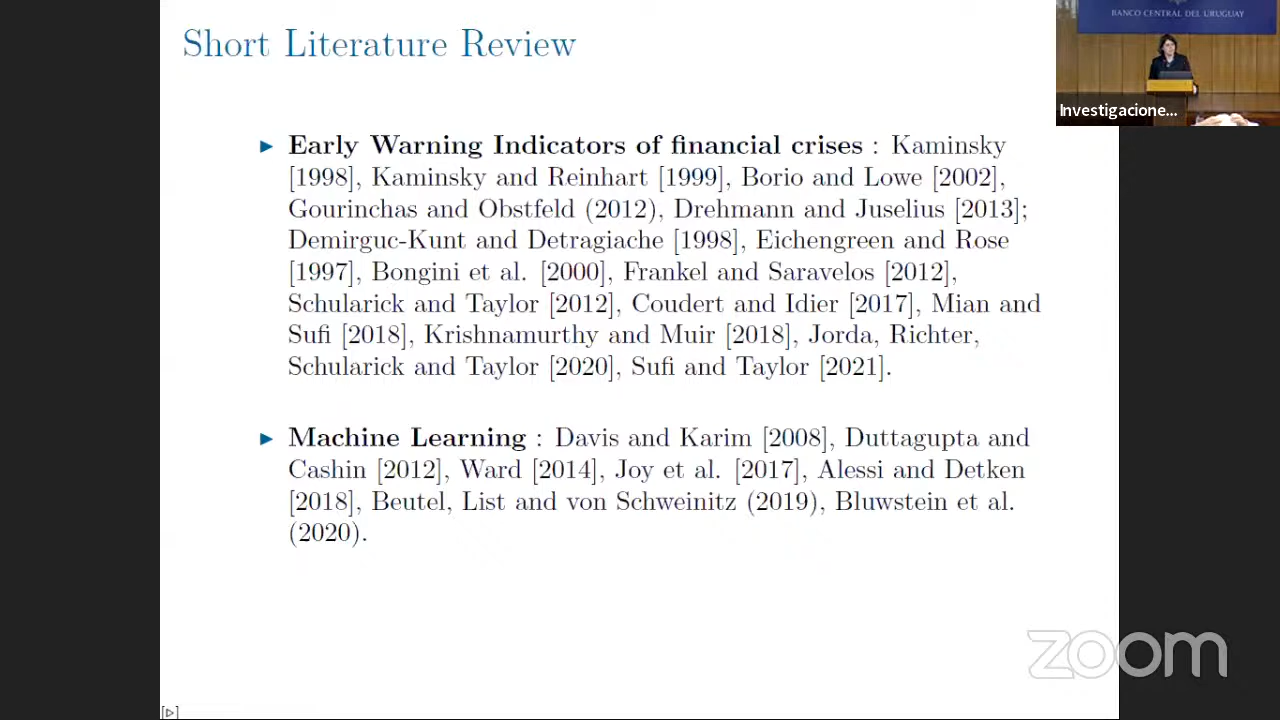 Short Literature Review
BANCO CENTRAL DEL URUGUAY
Investigacione...
► Early Warning Indicators of financial crises : Kaminsky
[1998], Kaminsky and Reinhart [1999], Borio and Lowe [2002],
Gourinchas and Obstfeld (2012), Drehmann and Juselius [2013];
Demirguc-Kunt and Detragiache [1998], Eichengreen and Rose
[1997], Bongini et al. [2000], Frankel and Saravelos [2012],
Schularick and Taylor [2012], Coudert and Idier [2017], Mian and
Sufi [2018], Krishnamurthy and Muir [2018], Jorda, Richter,
Schularick and Taylor [2020], Sufi and Taylor [2021].
► Machine Learning : Davis and Karim [2008], Duttagupta and
Cashin [2012], Ward [2014], Joy et al. [2017], Alessi and Detken
[2018], Beutel, List and von Schweinitz (2019), Bluwstein et al.
(2020).
zoom